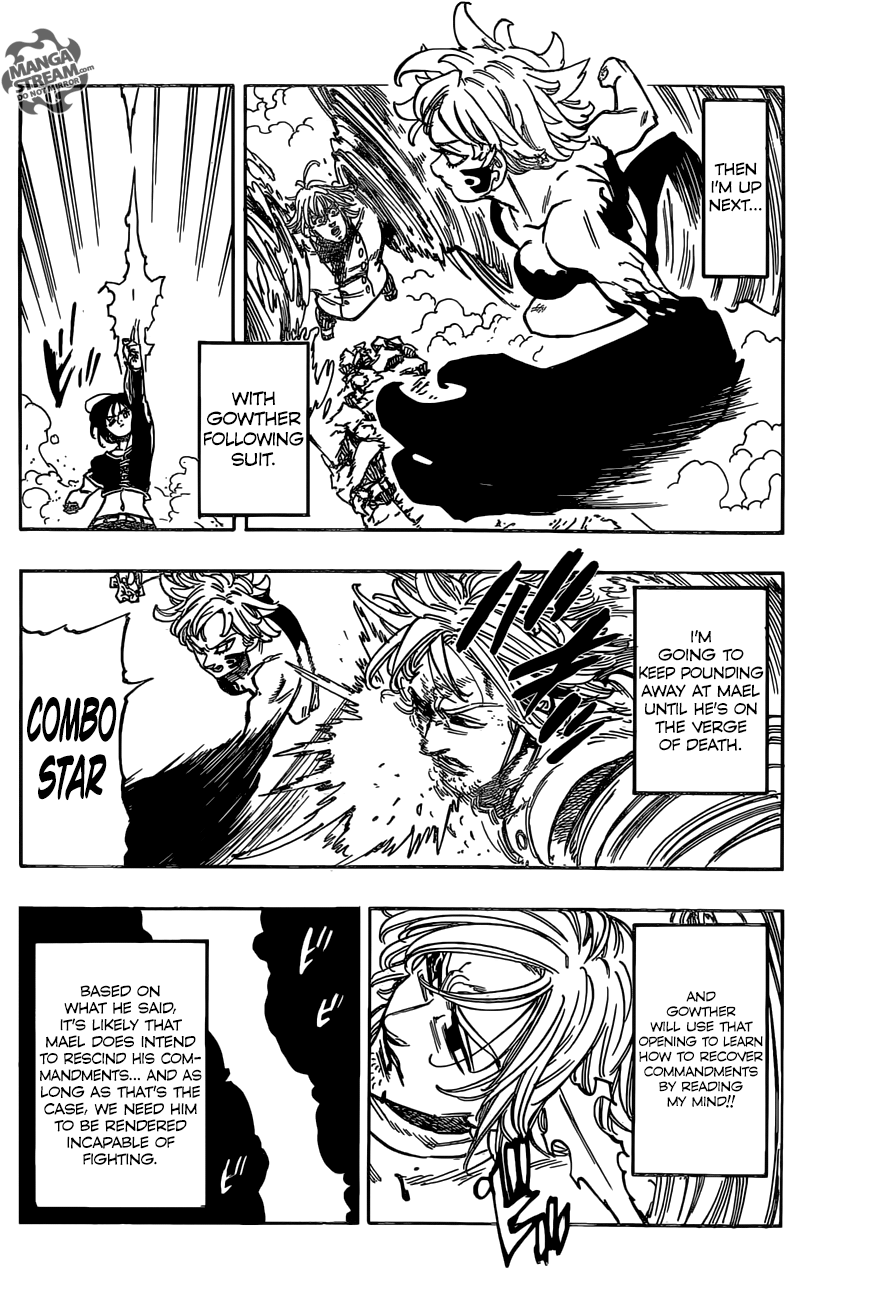 MANGA
STREAM.com
DO NOT MIRROR
THEN
I'M UP
NEXT...
WITH
GOWTHER
FOLLOWING
SUIT.
I'M
GOING TO
KEEP POUNDING
AWAY AT MAEL
UNTIL HE'S ON
THE VERGE
OF DEATH.
COMBO
STAR
AND
GOWTHER
WILL USE THAT
OPENING TO LEARN
HOW TO RECOVER
COMMANDMENTS
BY READING
MY MIND!!
BASED ON
WHAT HE SAID,
IT'S LIKELY THAT
MAEL DOES INTEND
TO RESCIND HIS COM-
MANDMENTS... AND AS
LONG AS THAT'S THE
CASE, WE NEED HIM
TO BE RENDERED
INCAPABLE OF
FIGHTING.
ビ
ビ
ビ